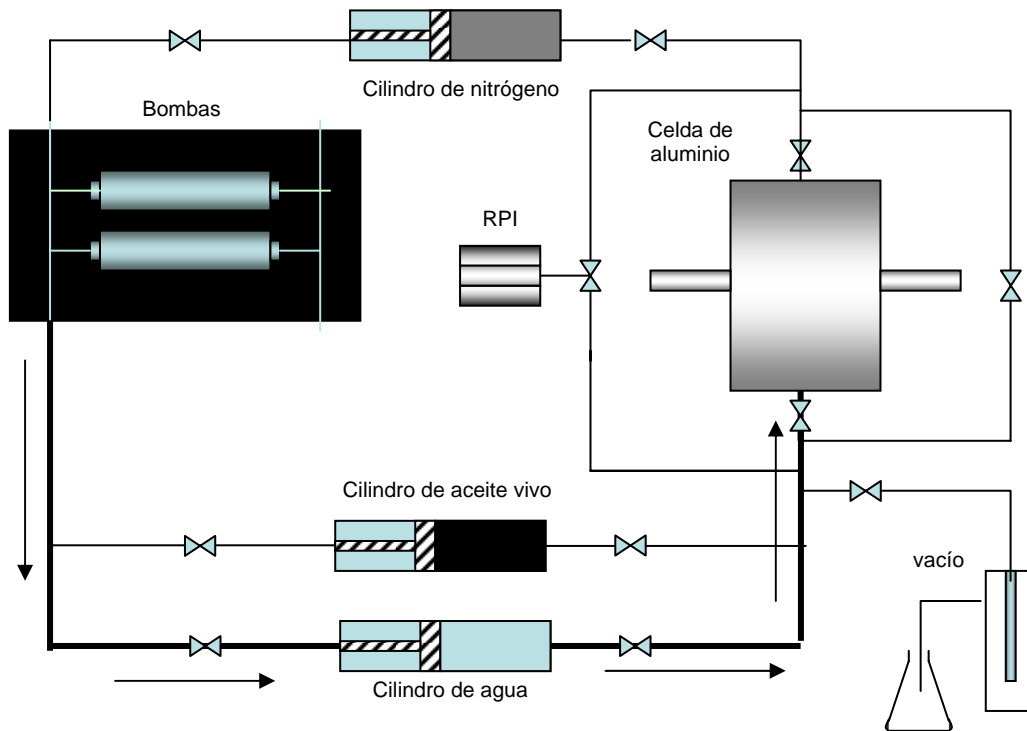 Cilindro de nitrógeno
Bombas
Celda de
aluminio
RPI
Cilindro de aceite vivo
vacío
Cilindro de agua